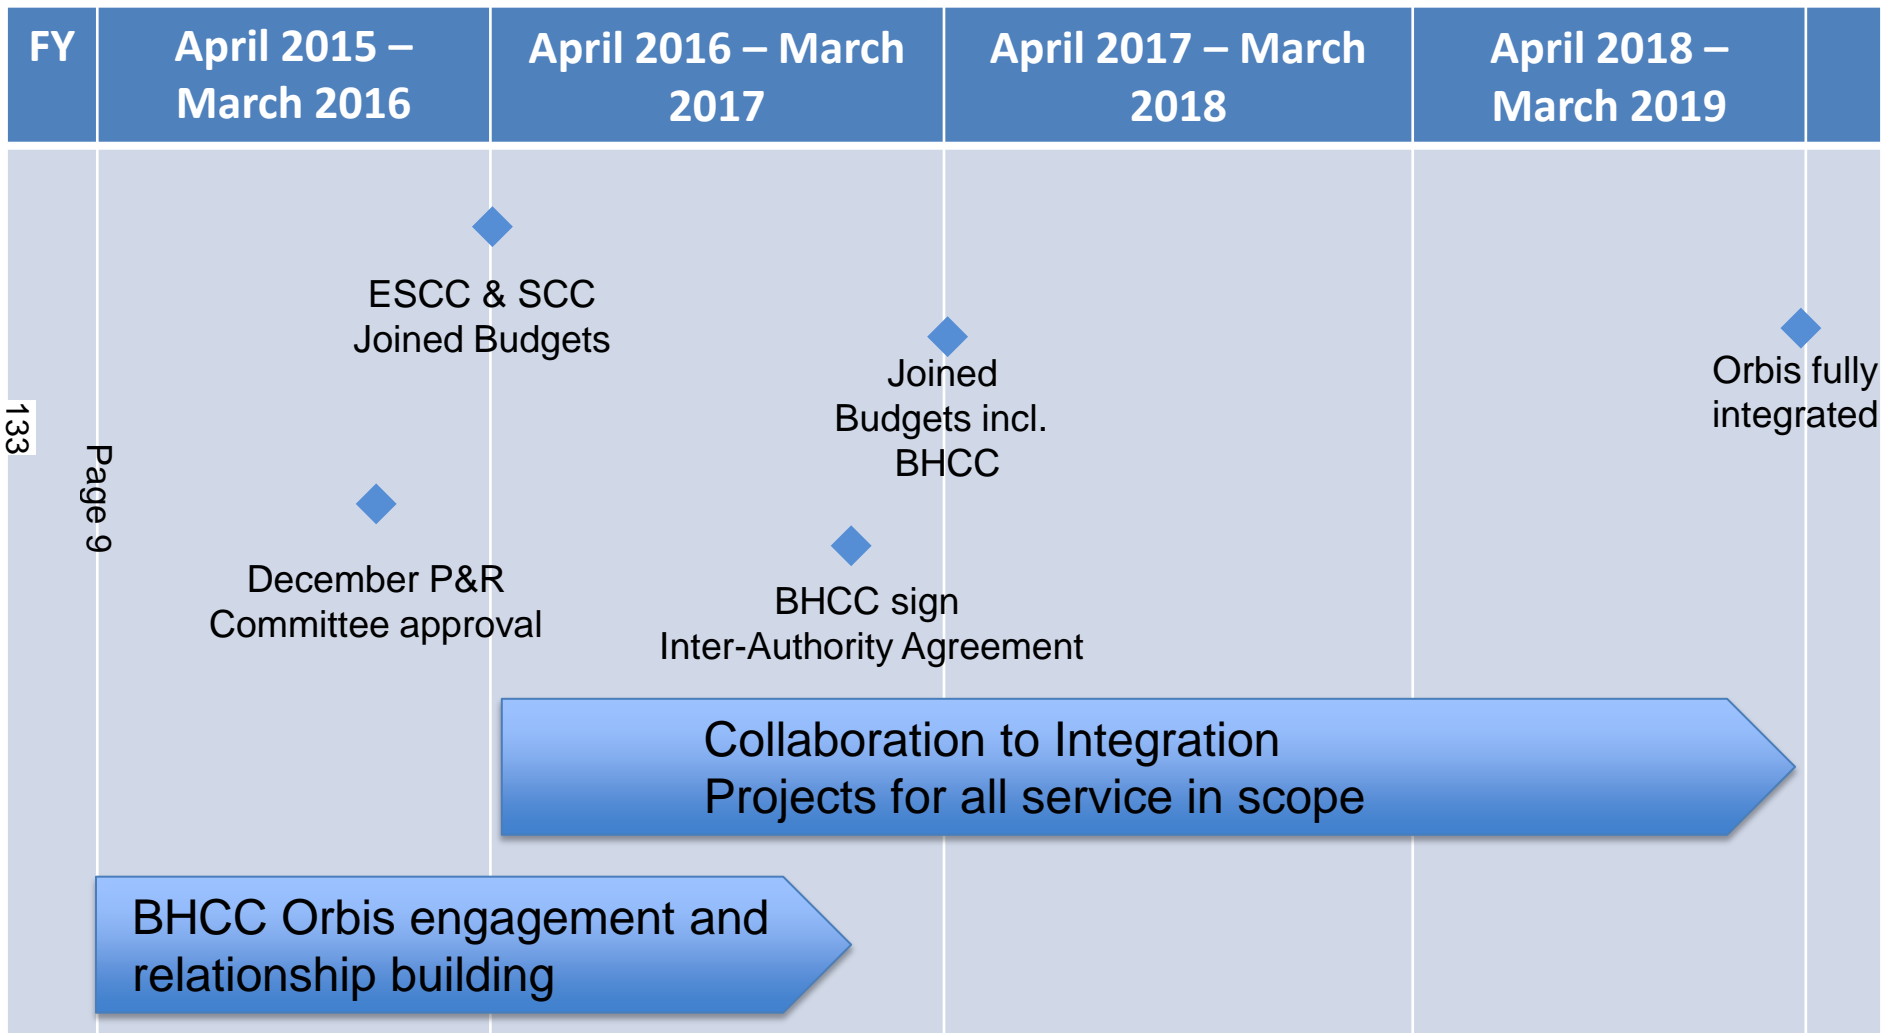 FY
April 2015 –
March 2016
April 2016 – March
2017
April 2017 – March
2018
April 2018 –
March 2019
ESCC & SCC
Joined Budgets
Joined
Budgets incl.
BHCC
Orbis fully
integrated
133
Page 9
December P&R
Committee approval
BHCC sign
Inter-Authority Agreement
Collaboration to Integration
Projects for all service in scope
BHCC Orbis engagement and
relationship building